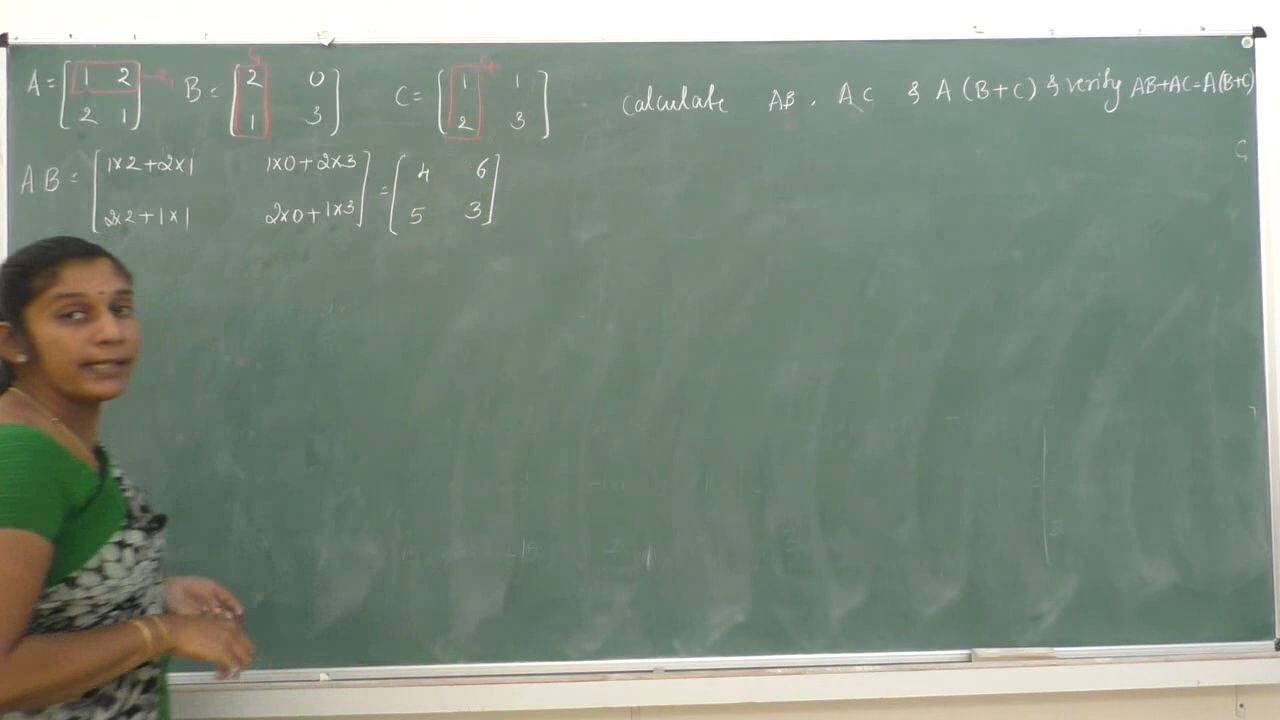 A = [1 2 B = [2 0] C = [1 1] Calculate AB, AC & A(B+C) & verify AB+AC=A(B+C)
2 1] 1 3] 2 3]
AB = [1×2+2×1 1×0+2×3] = [4 6]
2×2+1×1 2×0+1×3] 5 3]